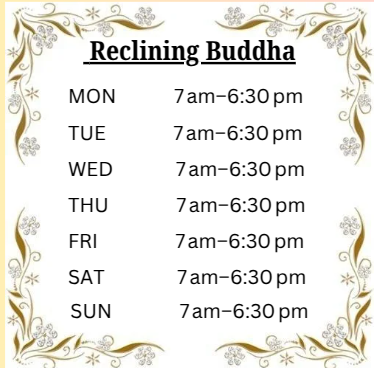 Reclining Buddha
MON 7am–6:30 pm
TUE 7am–6:30 pm
WED 7am–6:30 pm
THU 7am–6:30 pm
FRI 7am–6:30 pm
SAT 7am–6:30 pm
SUN 7am–6:30 pm